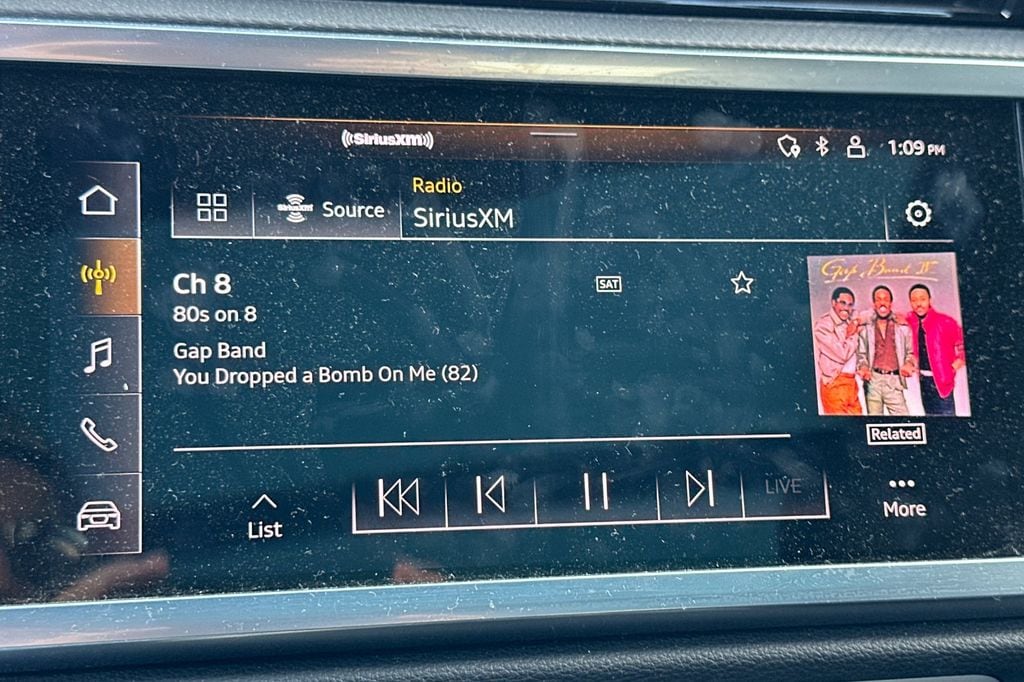 ((SiriusXM))
1:09 PM
SiriusXM
Source
Radio
SiriusXM
Ch 8
80s on 8
SAT
Gap Band
You Dropped a Bomb On Me (82)
Gap Band IV
Related
List
LIVE
More